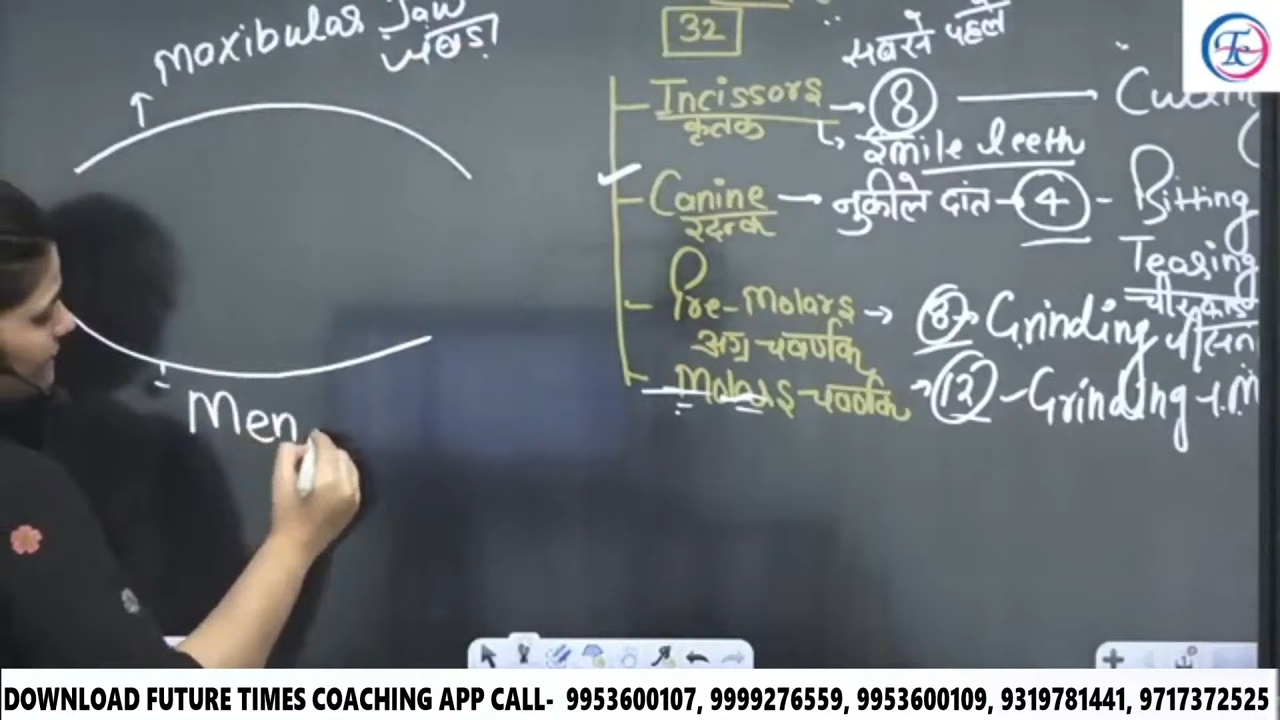 Moxibular Jaw
जबड़ा
Men
32
सबसे पहले
Incissors → 8
कृतक
Smile teeth
Canine → नुकीले दांत → 4 - Bitting
रदनक
Tearing
Pre-Molars → 8 → Grinding
अग्र चवर्णक
Molars चवर्णक → 12 - Grinding +
DOWNLOAD FUTURE TIMES COACHING APP CALL- 9953600107, 9999276559, 9953600109, 9319781441, 9717372525